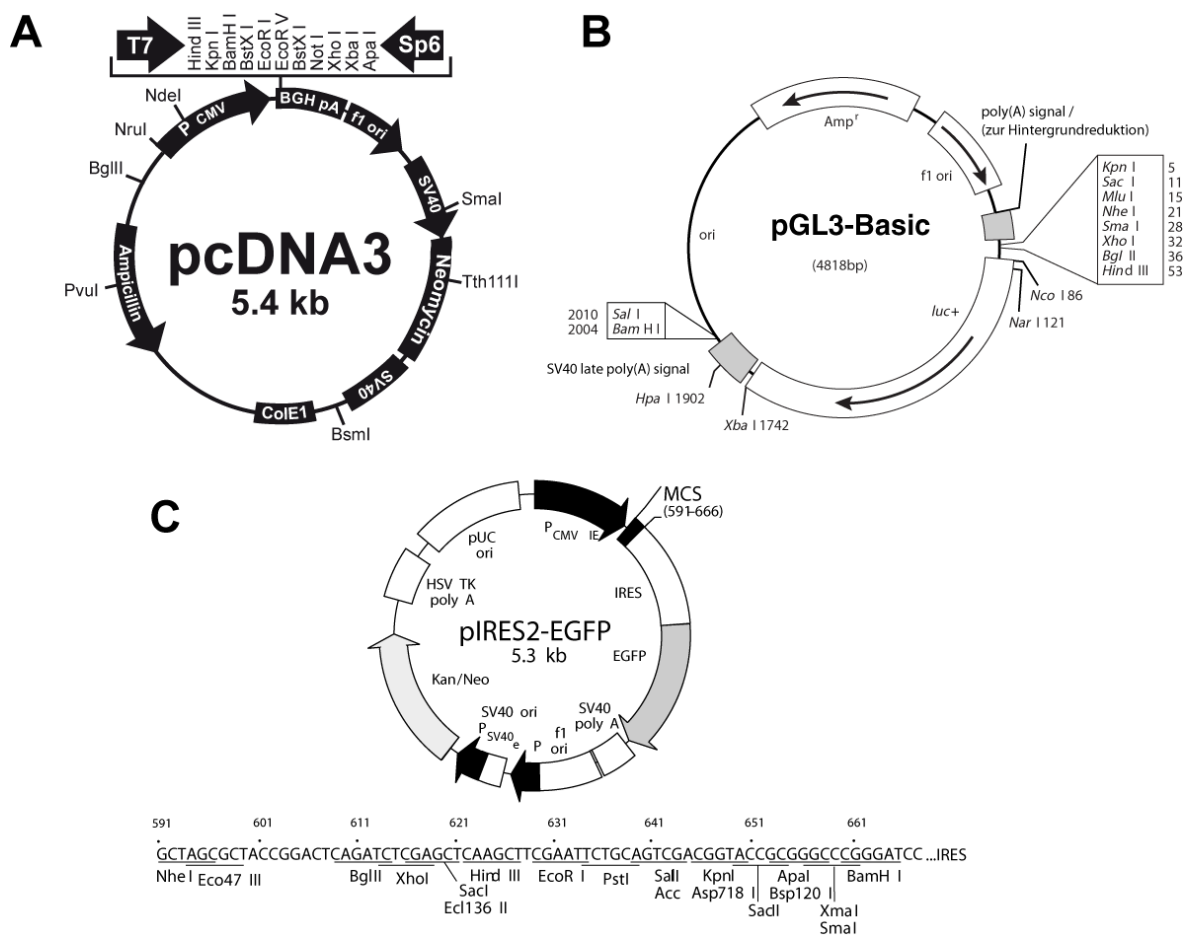 A
T7
Hind III
Kpn I
BamH I
BstX I
EcoR I
EcoR V
BstX I
Not I
Xho I
Xba I
Apa I
Sp6
NdeI
NruI
BglII
PvuI
P CMV
BGH pA
f1 ori
SV40
SmaI
Neomycin
Tth111I
SV40
BsmI
ColE1
Ampicillin
pcDNA3
5.4 kb
B
Ampʳ
f1 ori
poly(A) signal /
(zur Hintergrundreduktion)
Kpn I 5
Sac I 11
Mlu I 15
Nhe I 21
Sma I 28
Xho I 32
Bgl II 36
Hind III 53
ori
pGL3-Basic
(4818bp)
luc+
Nco I 86
Nar I 121
2010 Sal I
2004 Bam H I
SV40 late poly(A) signal
Hpa I 1902
Xba I 1742
C
MCS
(591-666)
P CMV IE
pUC
ori
HSV TK
poly A
IRES
pIRES2-EGFP
5.3 kb
EGFP
Kan/Neo
SV40 ori
P SV40 e
P
f1
ori
SV40
poly A
591 601 611 621 631 641 651 661
GCTAGCGCTACCGGACTCAGATCTCGAGCTCAAGCTTCGAATTCTGCAGTCGACGGTACCGCGGGCCCGGGATCC ...IRES
Nhe I Eco47 III BglII XhoI Hind III EcoR I PstI SalI KpnI ApaI BamH I
SacI Acc Asp718 I Bsp120 I
Ecl136 II SacII XmaI
SmaI